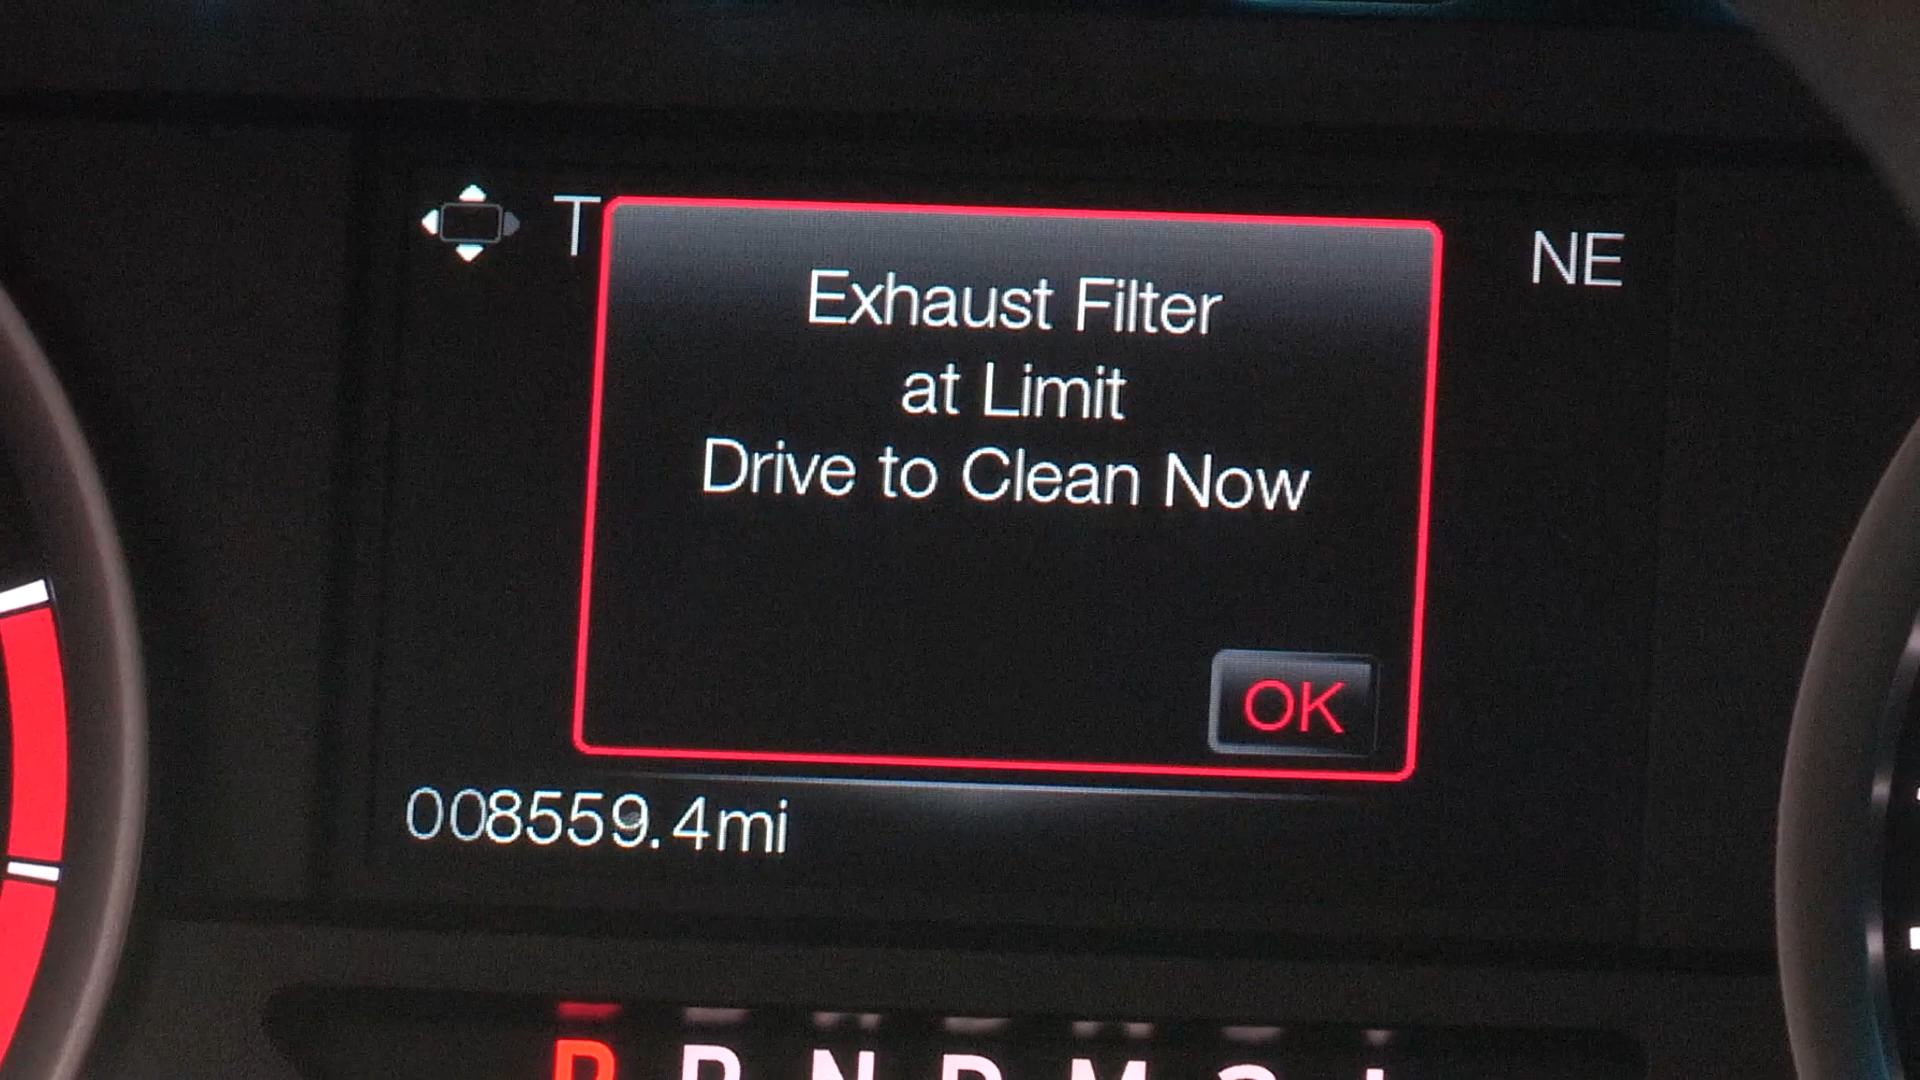 T
NE
Exhaust Filter
at Limit
Drive to Clean Now
OK
008559.4mi
P R N D M